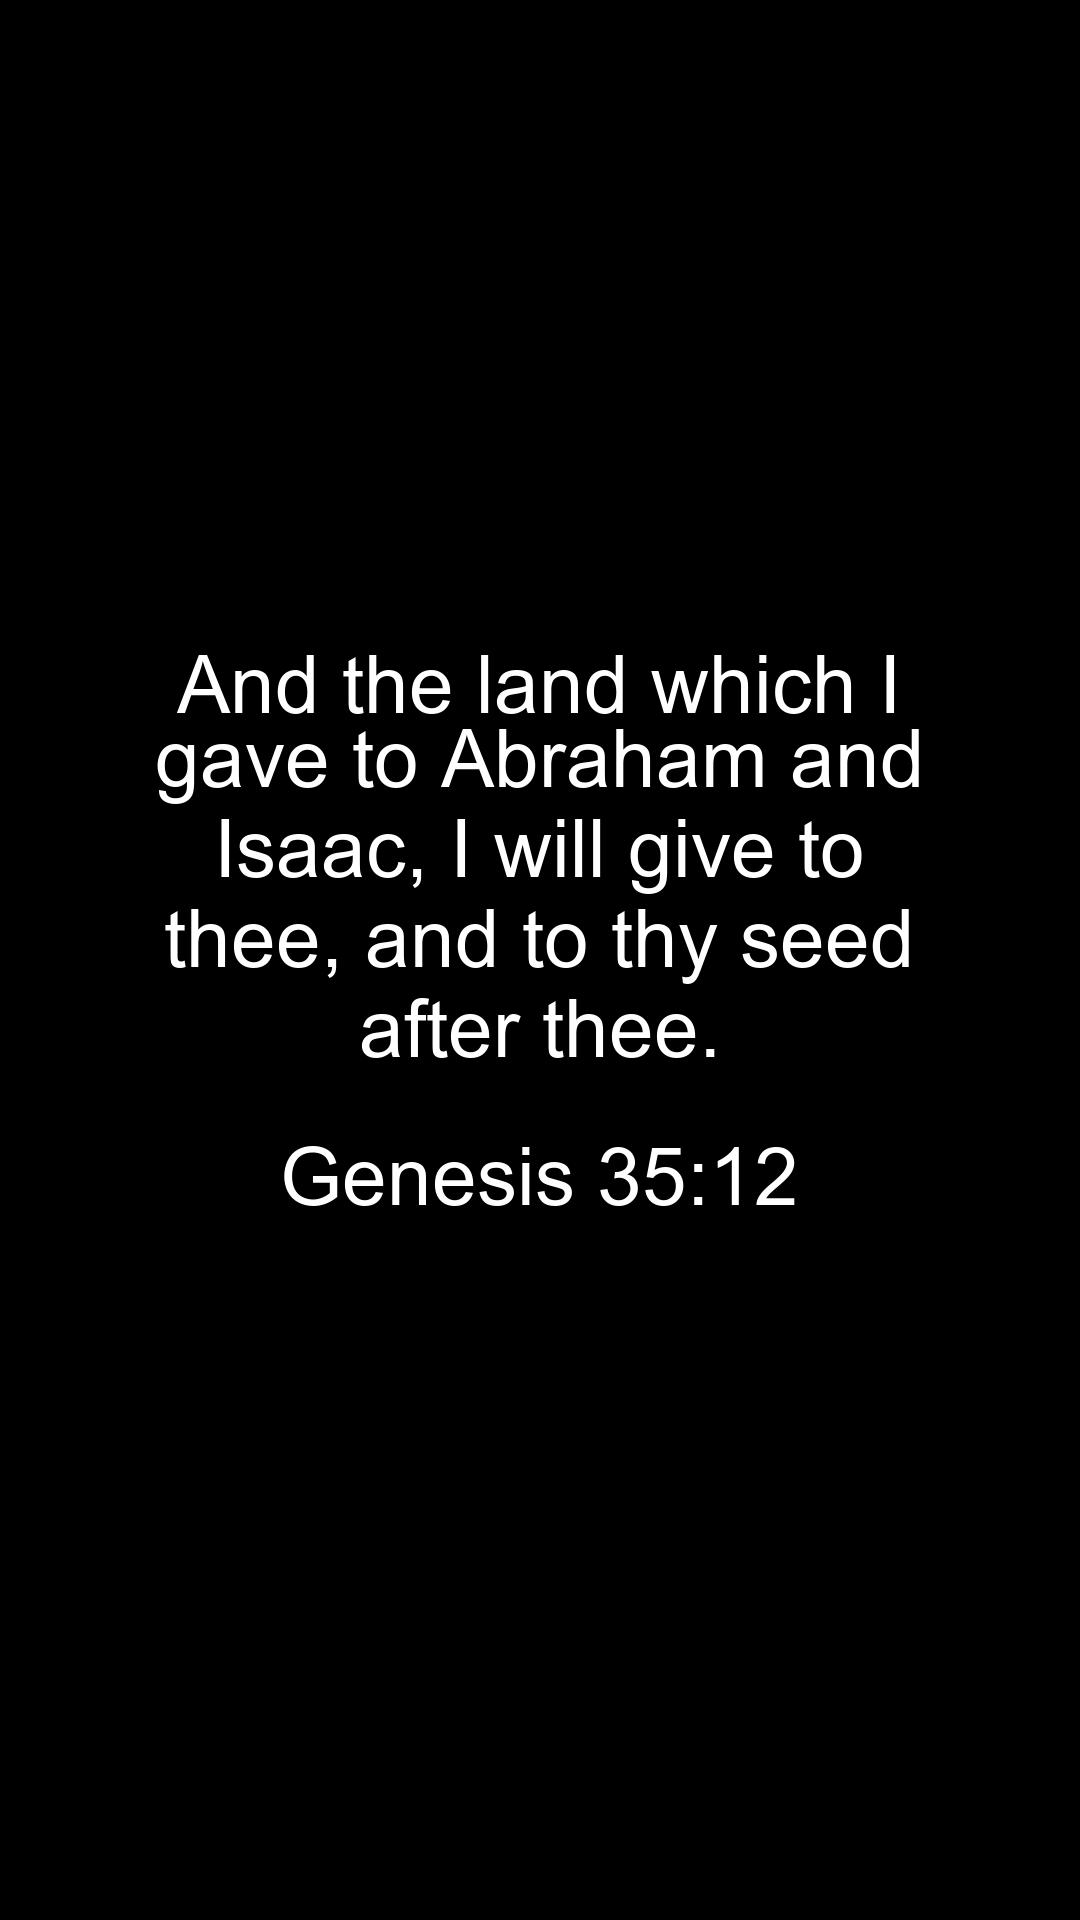 And the land which I
gave to Abraham and
Isaac, I will give to
thee, and to thy seed
after thee.
Genesis 35:12